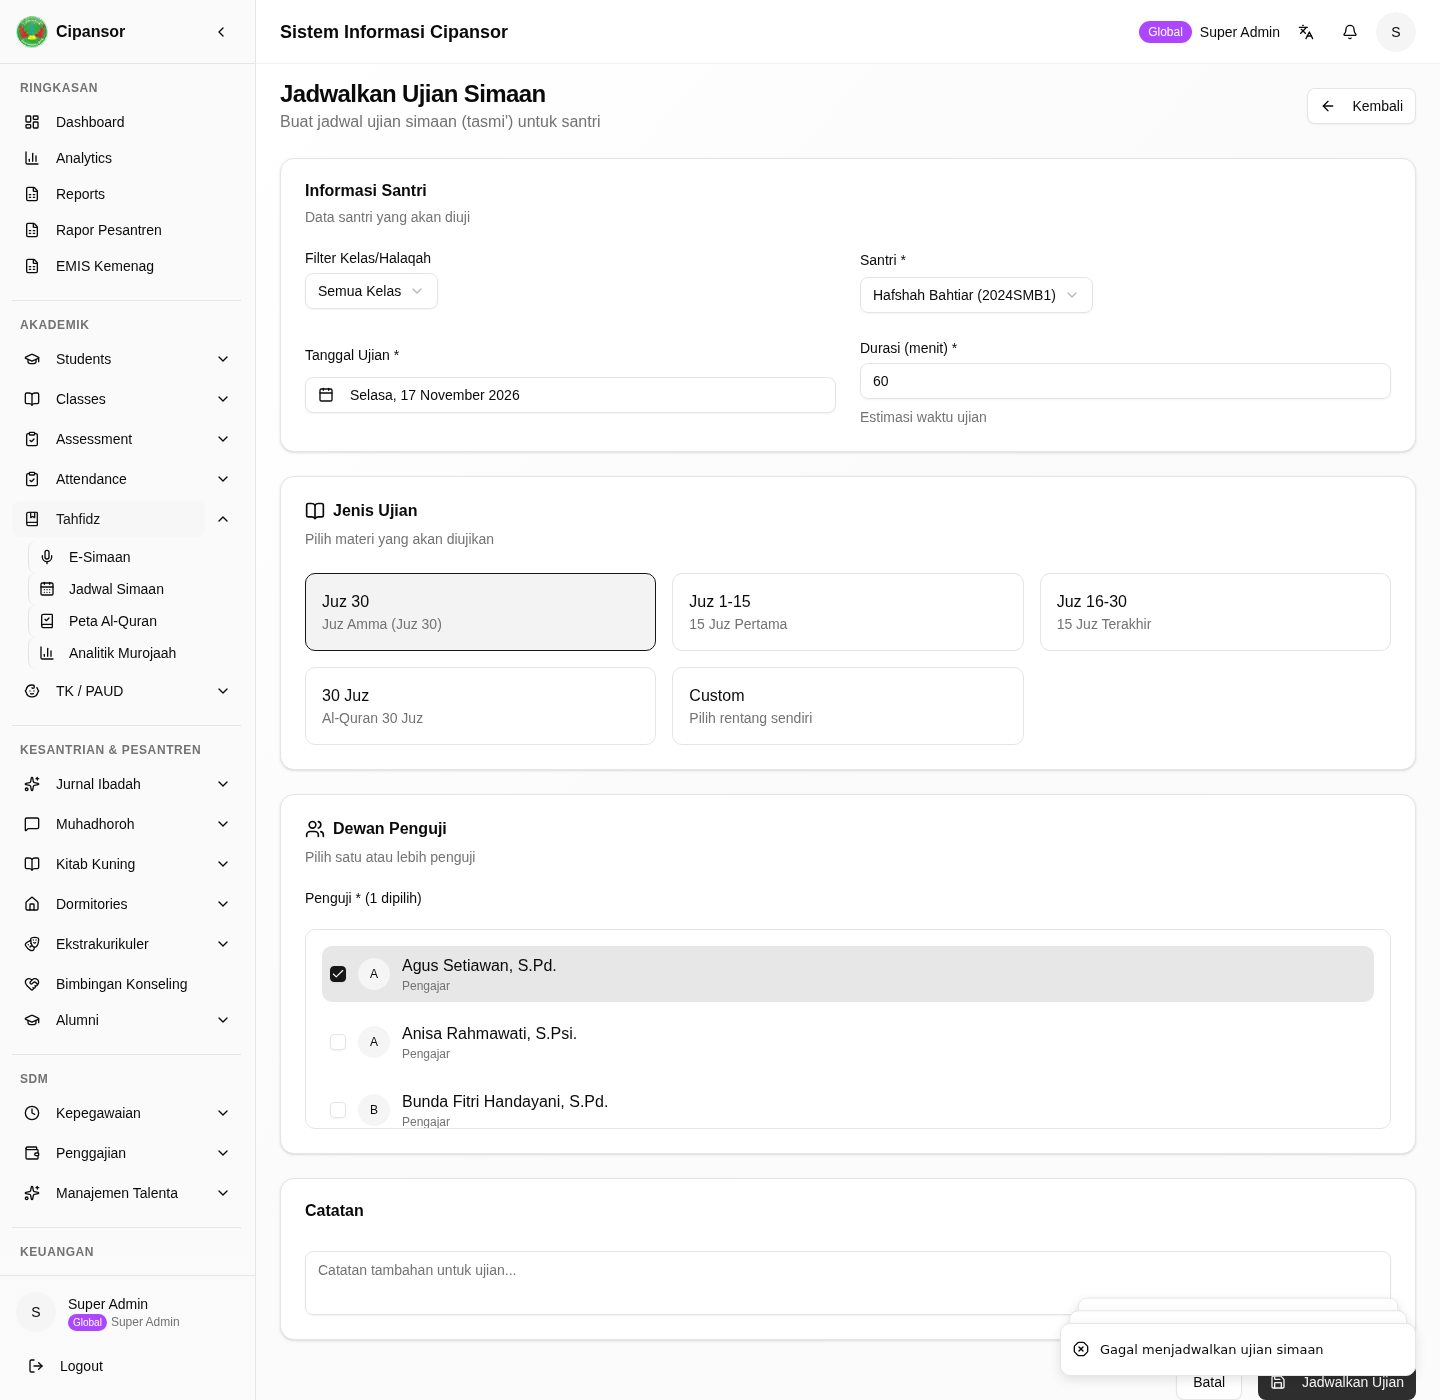 Cipansor
Sistem Informasi Cipansor
Global
Super Admin
S
RINGKASAN
Dashboard
Analytics
Reports
Rapor Pesantren
EMIS Kemenag
AKADEMIK
Students
Classes
Assessment
Attendance
Tahfidz
E-Simaan
Jadwal Simaan
Peta Al-Quran
Analitik Murojaah
TK / PAUD
KESANTRIAN & PESANTREN
Jurnal Ibadah
Muhadhoroh
Kitab Kuning
Dormitories
Ekstrakurikuler
Bimbingan Konseling
Alumni
SDM
Kepegawaian
Penggajian
Manajemen Talenta
KEUANGAN
S
Super Admin
Global Super Admin
Logout
Jadwalkan Ujian Simaan
Buat jadwal ujian simaan (tasmi') untuk santri
Kembali
Informasi Santri
Data santri yang akan diuji
Filter Kelas/Halaqah
Semua Kelas
Santri *
Hafshah Bahtiar (2024SMB1)
Tanggal Ujian *
Selasa, 17 November 2026
Durasi (menit) *
60
Estimasi waktu ujian
Jenis Ujian
Pilih materi yang akan diujikan
Juz 30
Juz Amma (Juz 30)
Juz 1-15
15 Juz Pertama
Juz 16-30
15 Juz Terakhir
30 Juz
Al-Quran 30 Juz
Custom
Pilih rentang sendiri
Dewan Penguji
Pilih satu atau lebih penguji
Penguji * (1 dipilih)
A
Agus Setiawan, S.Pd.
Pengajar
A
Anisa Rahmawati, S.Psi.
Pengajar
B
Bunda Fitri Handayani, S.Pd.
Pengajar
Catatan
Catatan tambahan untuk ujian...
Gagal menjadwalkan ujian simaan
Batal
Jadwalkan Ujian